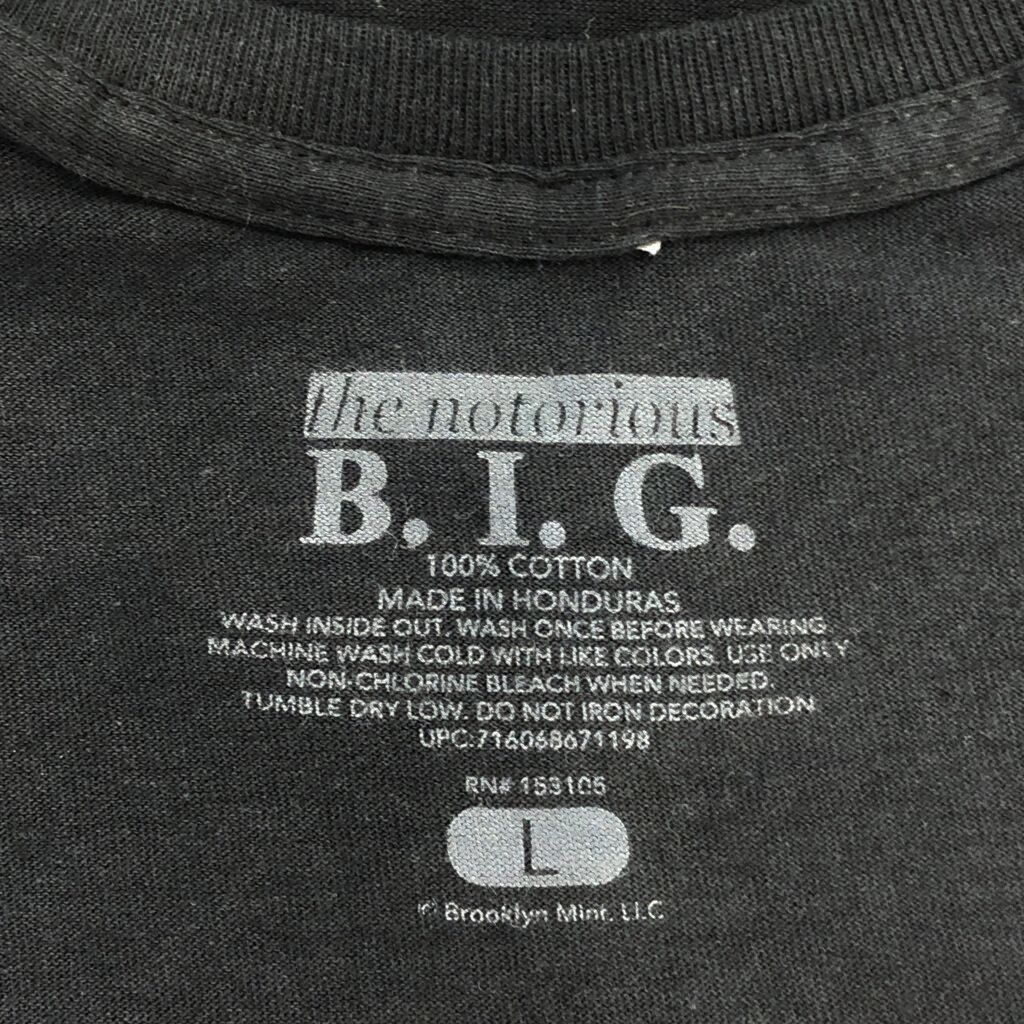 the notorious
B. I. G.
100% COTTON
MADE IN HONDURAS
WASH INSIDE OUT. WASH ONCE BEFORE WEARING.
MACHINE WASH COLD WITH LIKE COLORS. USE ONLY
NON-CHLORINE BLEACH WHEN NEEDED.
TUMBLE DRY LOW. DO NOT IRON DECORATION
UPC:716068671198
RN# 153105
L
© Brooklyn Mint, LLC